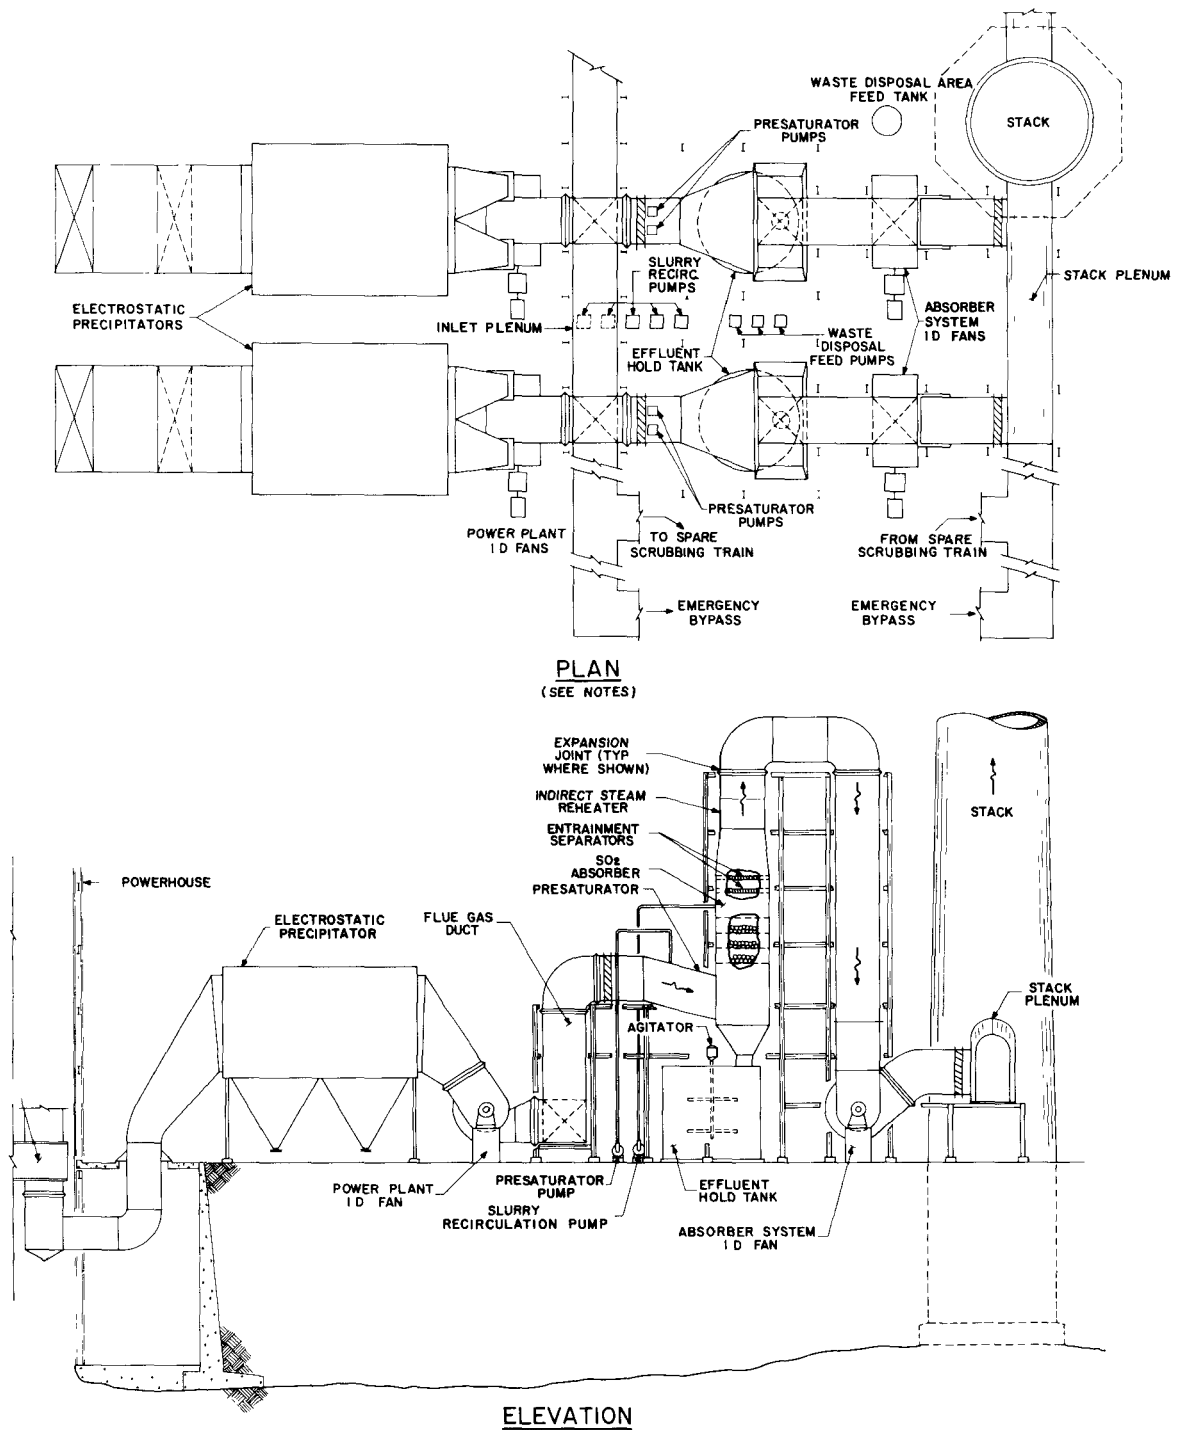 WASTE DISPOSAL AREA
FEED TANK
PRESATURATOR
PUMPS
STACK
SLURRY
RECIRC.
PUMPS
STACK PLENUM
ELECTROSTATIC
PRECIPITATORS
INLET PLENUM
EFFLUENT
HOLD TANK
WASTE
DISPOSAL
FEED PUMPS
ABSORBER
SYSTEM
ID FANS
PRESATURATOR
PUMPS
POWER PLANT
ID FANS
TO SPARE
SCRUBBING TRAIN
FROM SPARE
SCRUBBING TRAIN
EMERGENCY
BYPASS
EMERGENCY
BYPASS
PLAN
(SEE NOTES)
EXPANSION
JOINT (TYP
WHERE SHOWN)
INDIRECT STEAM
REHEATER
ENTRAINMENT
SEPARATORS
SO2
ABSORBER
PRESATURATOR
STACK
POWERHOUSE
ELECTROSTATIC
PRECIPITATOR
FLUE GAS
DUCT
STACK
PLENUM
AGITATOR
POWER PLANT
ID FAN
PRESATURATOR
PUMP
SLURRY
RECIRCULATION PUMP
EFFLUENT
HOLD TANK
ABSORBER SYSTEM
ID FAN
ELEVATION